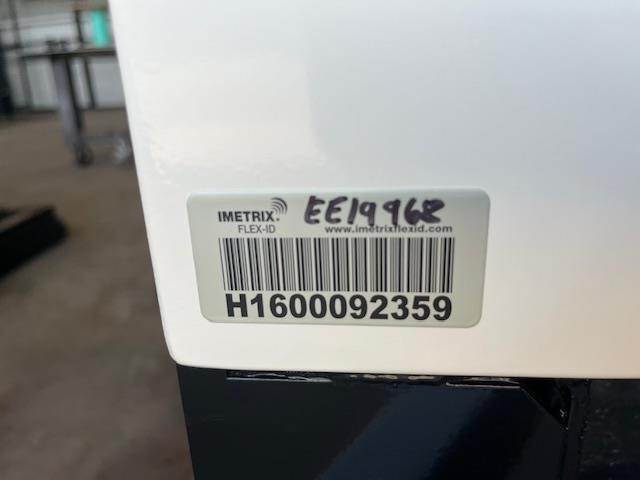 IMETRIX.
EE19968
FLEX-ID
www.imetrixflexid.com
H1600092359